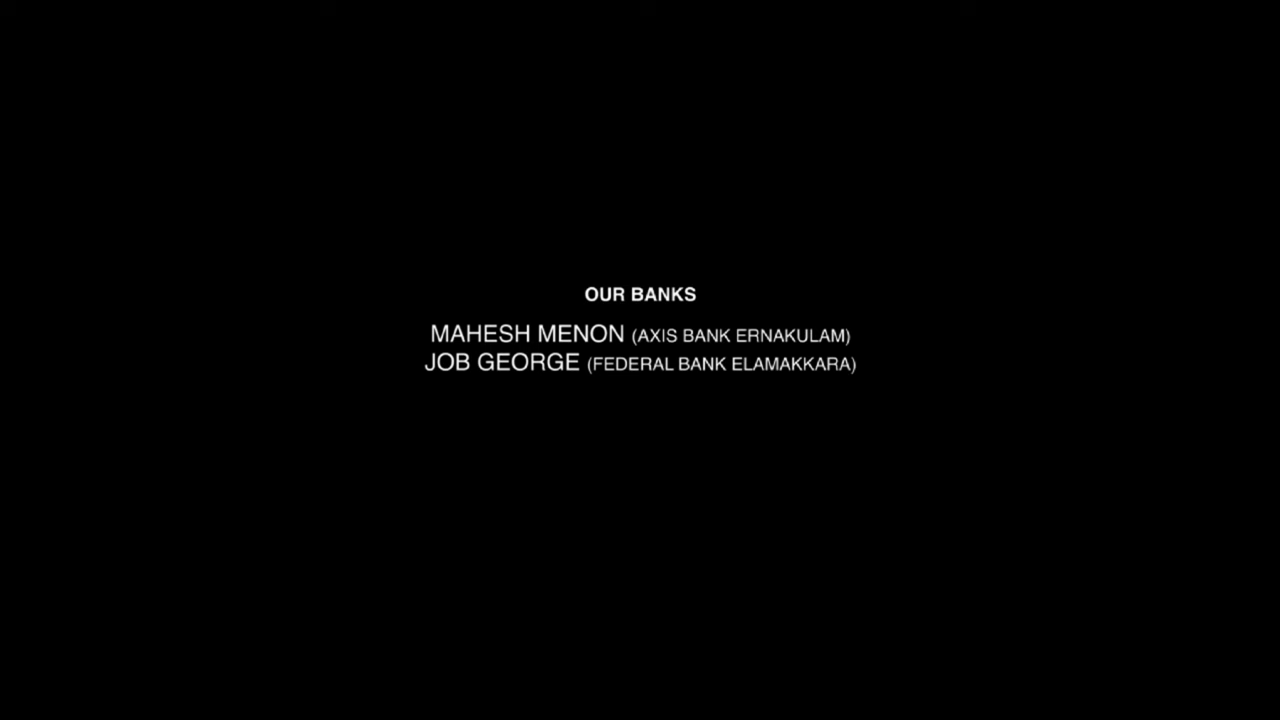 OUR BANKS
MAHESH MENON (AXIS BANK ERNAKULAM)
JOB GEORGE (FEDERAL BANK ELAMAKKARA)